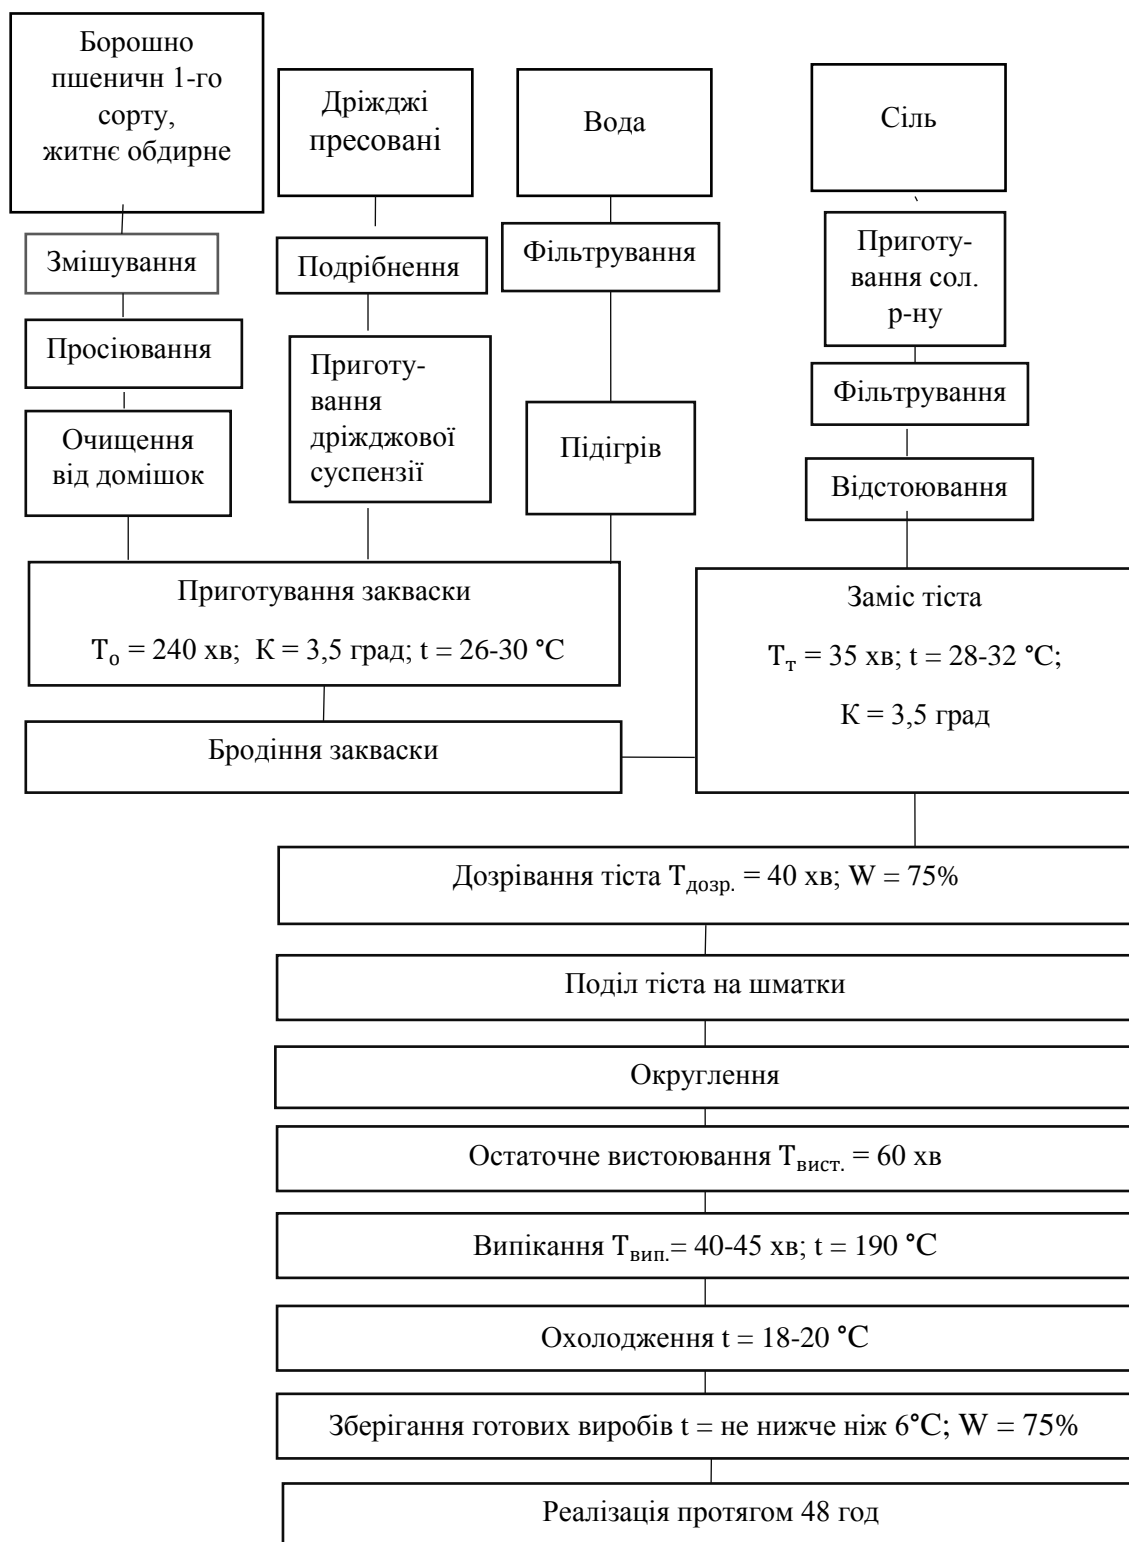 Борошно
пшеничн 1-го
сорту,
житнє обдирне
Дріжджі
пресовані
Вода
Сіль
Змішування
Подрібнення
Фільтрування
Приготу-
вання сол.
р-ну
Просіювання
Приготу-
вання
дріжджової
суспензії
Фільтрування
Очищення
від домішок
Підігрів
Відстоювання
Приготування закваски
Tо = 240 хв; К = 3,5 град; t = 26-30 °C
Заміс тіста
Tт = 35 хв; t = 28-32 °C;
К = 3,5 град
Бродіння закваски
Дозрівання тіста Tдозр. = 40 хв; W = 75%
Поділ тіста на шматки
Округлення
Остаточне вистоювання Tвист. = 60 хв
Випікання Tвип.= 40-45 хв; t = 190 °C
Охолодження t = 18-20 °C
Зберігання готових виробів t = не нижче ніж 6°C; W = 75%
Реалізація протягом 48 год